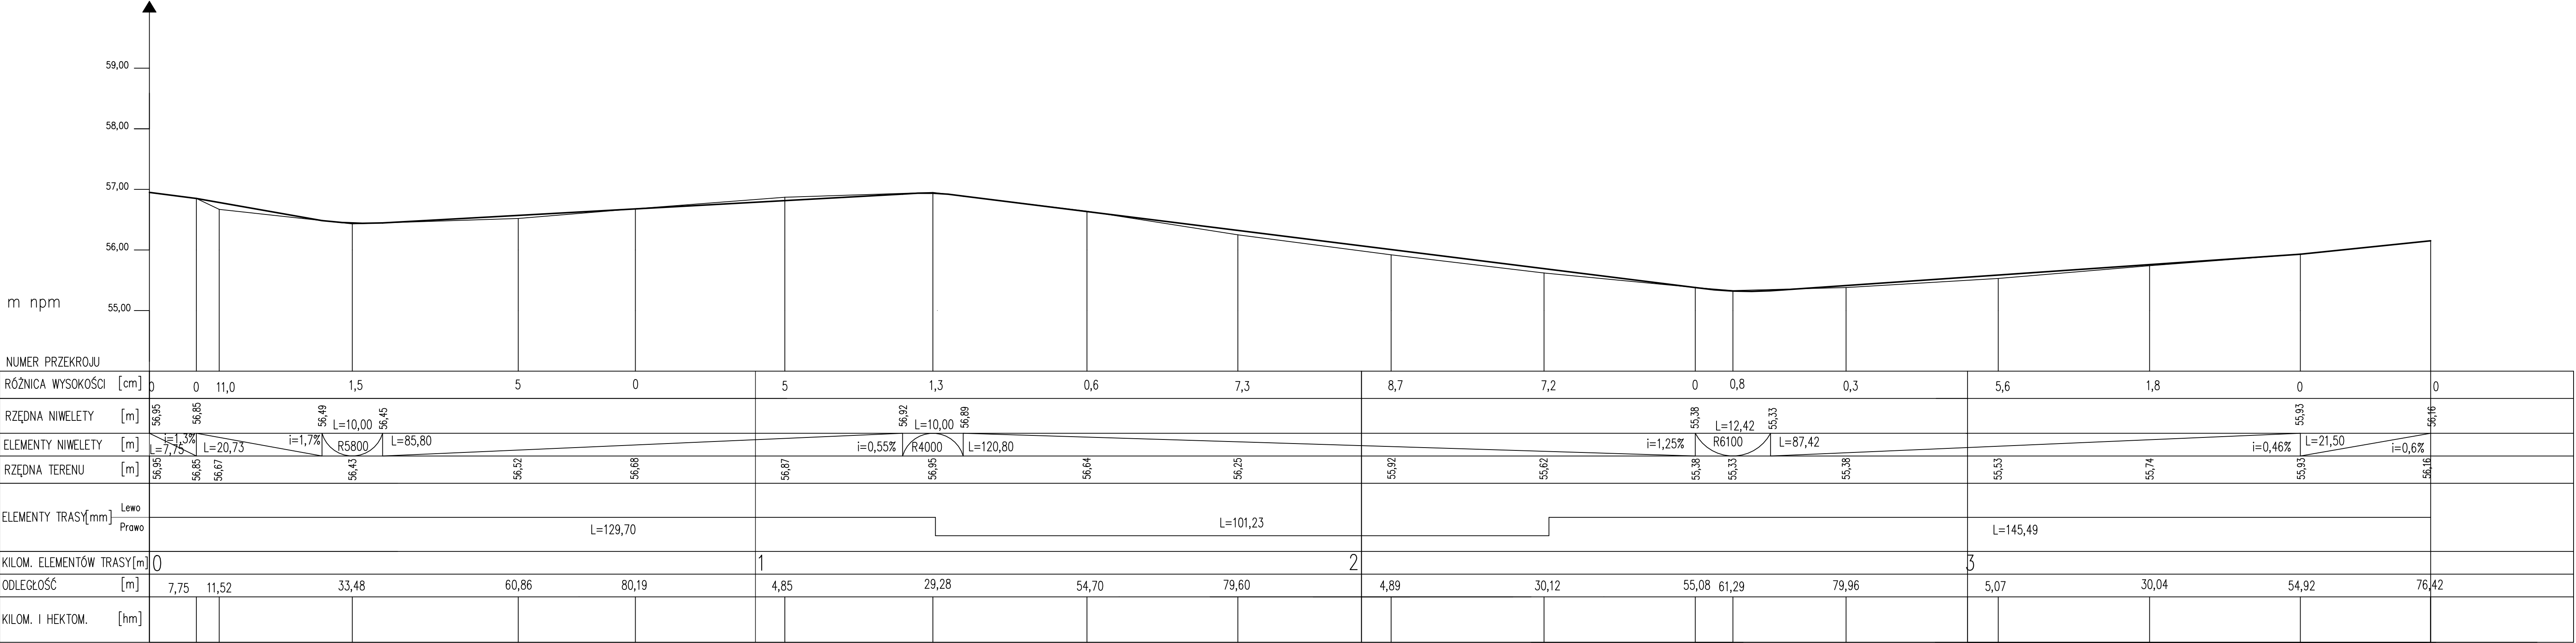 59,00
58,00
57,00
56,00
55,00
m npm
NUMER PRZEKROJU
RÓŻNICA WYSOKOŚCI [cm] 0 0 11,0 1,5 5 0 5 1,3 0,6 7,3 8,7 7,2 0 0,8 0,3 5,6 1,8 0 0
RZĘDNA NIWELETY [m] 56,95 56,85 56,49 L=10,00 56,45 56,92 L=10,00 56,89 55,38 L=12,42 55,33 55,93 56,16
ELEMENTY NIWELETY [m] L=7,75 i=1,3% L=20,73 i=1,7% R5800 L=85,80 i=0,55% R4000 L=120,80 i=1,25% R6100 L=87,42 i=0,46% L=21,50 i=0,6%
RZĘDNA TERENU [m] 56,95 56,85 56,67 56,43 56,52 56,68 56,87 56,95 56,64 56,25 55,92 55,62 55,38 55,33 55,38 55,53 55,74 55,93 56,16
ELEMENTY TRASY[mm] Lewo
Prawo
L=129,70 L=101,23 L=145,49
KILOM. ELEMENTÓW TRASY[m] 0 1 2 3
ODLEGŁOŚĆ [m] 7,75 11,52 33,48 60,86 80,19 4,85 29,28 54,70 79,60 4,89 30,12 55,08 61,29 79,96 5,07 30,04 54,92 76,42
KILOM. I HEKTOM. [hm]